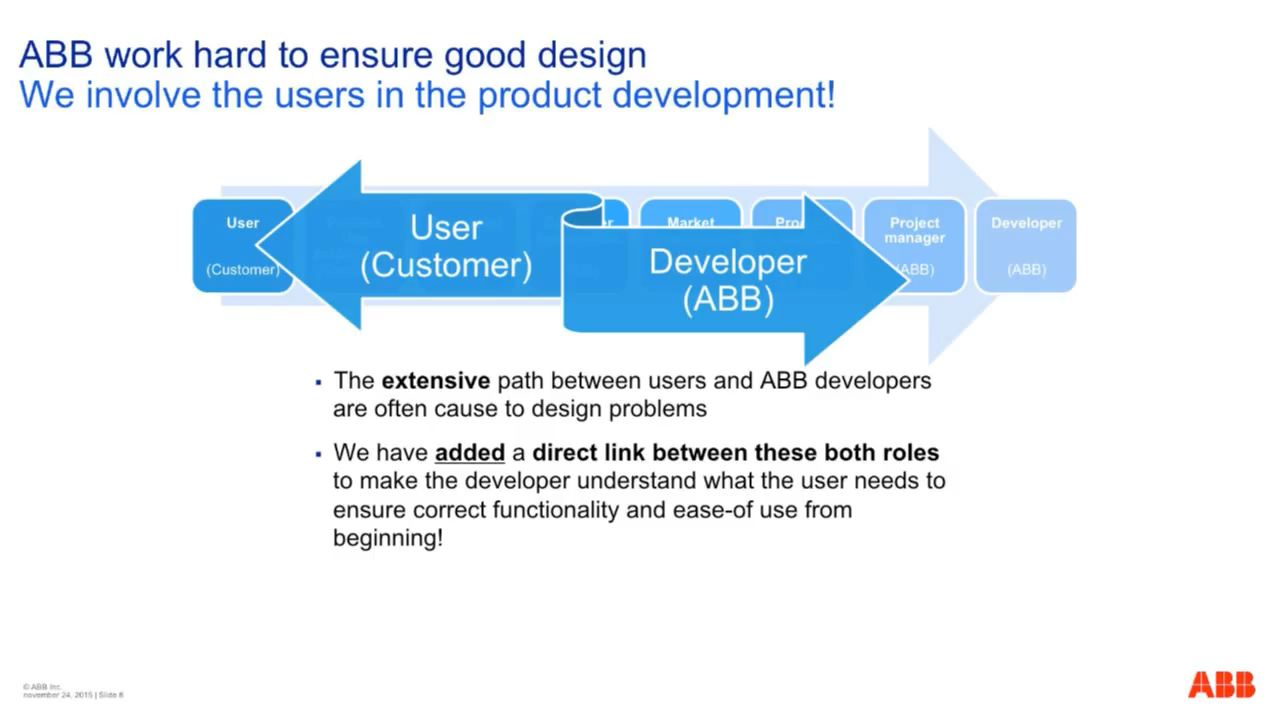 ABB work hard to ensure good design
We involve the users in the product development!
User
(Customer)
User
(Customer)
Market
Developer
(ABB)
Project
manager
(ABB)
Developer
(ABB)
▪ The extensive path between users and ABB developers
are often cause to design problems
▪ We have added a direct link between these both roles
to make the developer understand what the user needs to
ensure correct functionality and ease-of use from
beginning!
© ABB Inc.
november 24, 2015 | Slide 8
ABB